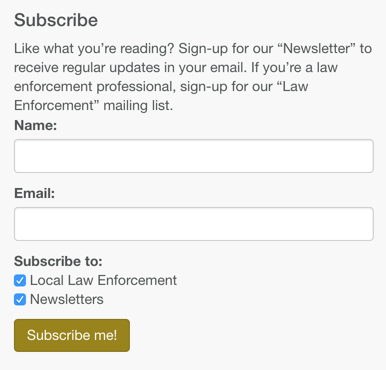 Subscribe
Like what you’re reading? Sign-up for our “Newsletter” to
receive regular updates in your email. If you’re a law
enforcement professional, sign-up for our “Law
Enforcement” mailing list.
Name:
Email:
Subscribe to:
Local Law Enforcement
Newsletters
Subscribe me!